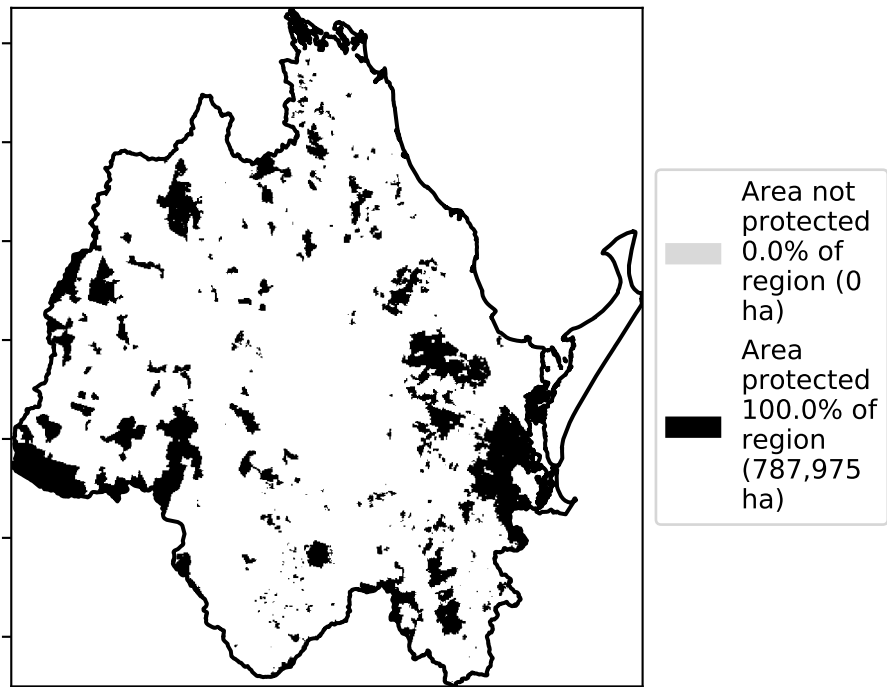 Area not
protected
0.0% of
region (0
ha)
Area
protected
100.0% of
region
(787,975
ha)